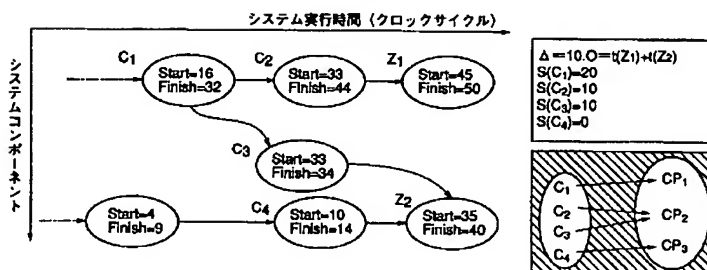 システム実行時間（クロックサイクル）
システムコンポーネント
C₁
Start=16
Finish=32
C₂
Start=33
Finish=44
Z₁
Start=45
Finish=50
C₃
Start=33
Finish=34
Start=4
Finish=9
C₄
Start=10
Finish=14
Z₂
Start=35
Finish=40
Δ=10.O=t(Z₁)+t(Z₂)
S(C₁)=20
S(C₂)=10
S(C₃)=10
S(C₄)=0
C₁
C₂
C₃
C₄
CP₁
CP₂
CP₃